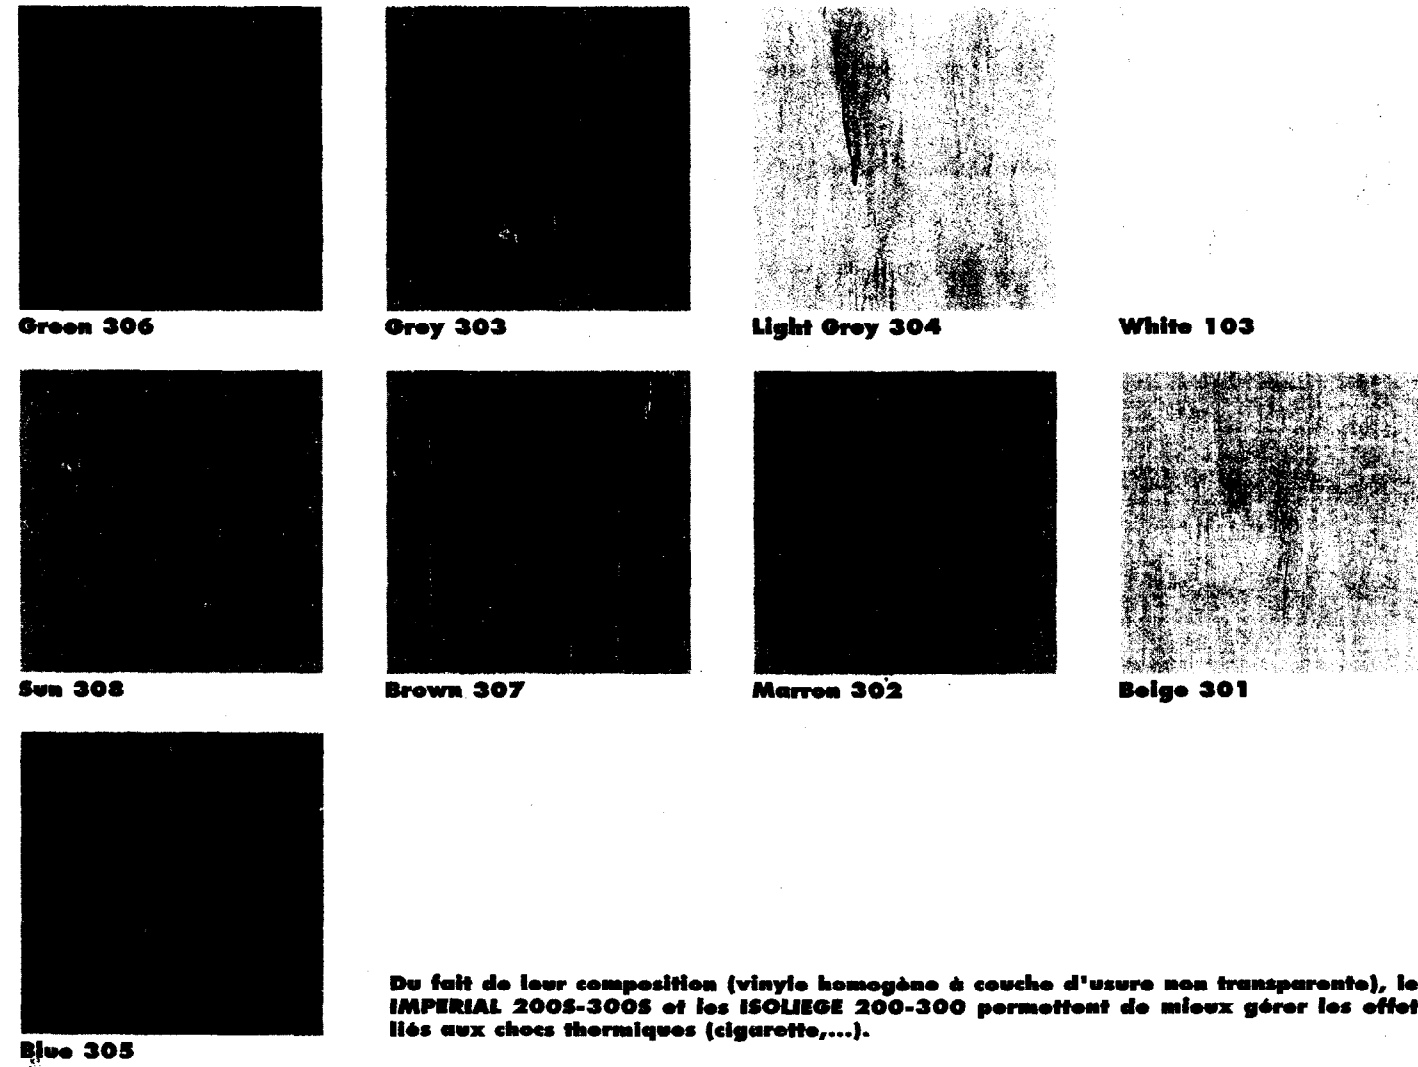 Green 306
Grey 303
Light Grey 304
White 103
Sun 308
Brown 307
Marron 302
Beige 301
Blue 305
Du fait de leur composition (vinyle homogène à couche d'usure non transparente), le
IMPERIAL 200S-300S et les ISOLIEGE 200-300 permettent de mieux gérer les effet
liés aux chocs thermiques (cigarette,...).